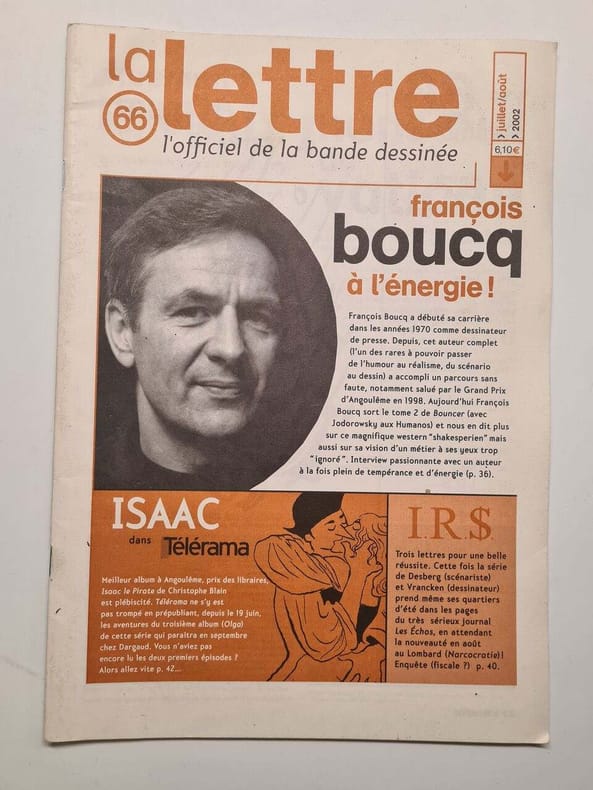 la lettre
66
l'officiel de la bande dessinée
> juillet/août
> 2002
6,10€
françois
boucq
à l'énergie !
François Boucq a débuté sa carrière
dans les années 1970 comme dessinateur
de presse. Depuis, cet auteur complet
(l'un des rares à pouvoir passer
de l'humour au réalisme, du scénario
au dessin) a accompli un parcours sans
faute, notamment salué par le Grand Prix
d'Angoulême en 1998. Aujourd'hui François
Boucq sort le tome 2 de Bouncer (avec
Jodorowsky aux Humanos) et nous en dit plus
sur ce magnifique western "shakesperien" mais
aussi sur sa vision d'un métier à ses yeux trop
"ignoré". Interview passionnante avec un auteur
à la fois plein de tempérance et d'énergie (p. 36).
ISAAC
dans Télérama
Meilleur album à Angoulême, prix des libraires,
Isaac le Pirate de Christophe Blain
est plébiscité. Télérama ne s'y est
pas trompé en prépubliant, depuis le 19 juin,
les aventures du troisième album (Olga)
de cette série qui paraîtra en septembre
chez Dargaud. Vous n'aviez pas
encore lu les deux premiers épisodes ?
Alors allez vite p. 42...
I.R.$.
Trois lettres pour une belle
réussite. Cette fois la série
de Desberg (scénariste)
et Vrancken (dessinateur)
prend même ses quartiers
d'été dans les pages
du très sérieux journal
Les Échos, en attendant
la nouveauté en août
au Lombard (Narcocratie) !
Enquête (fiscale ?) p. 40.